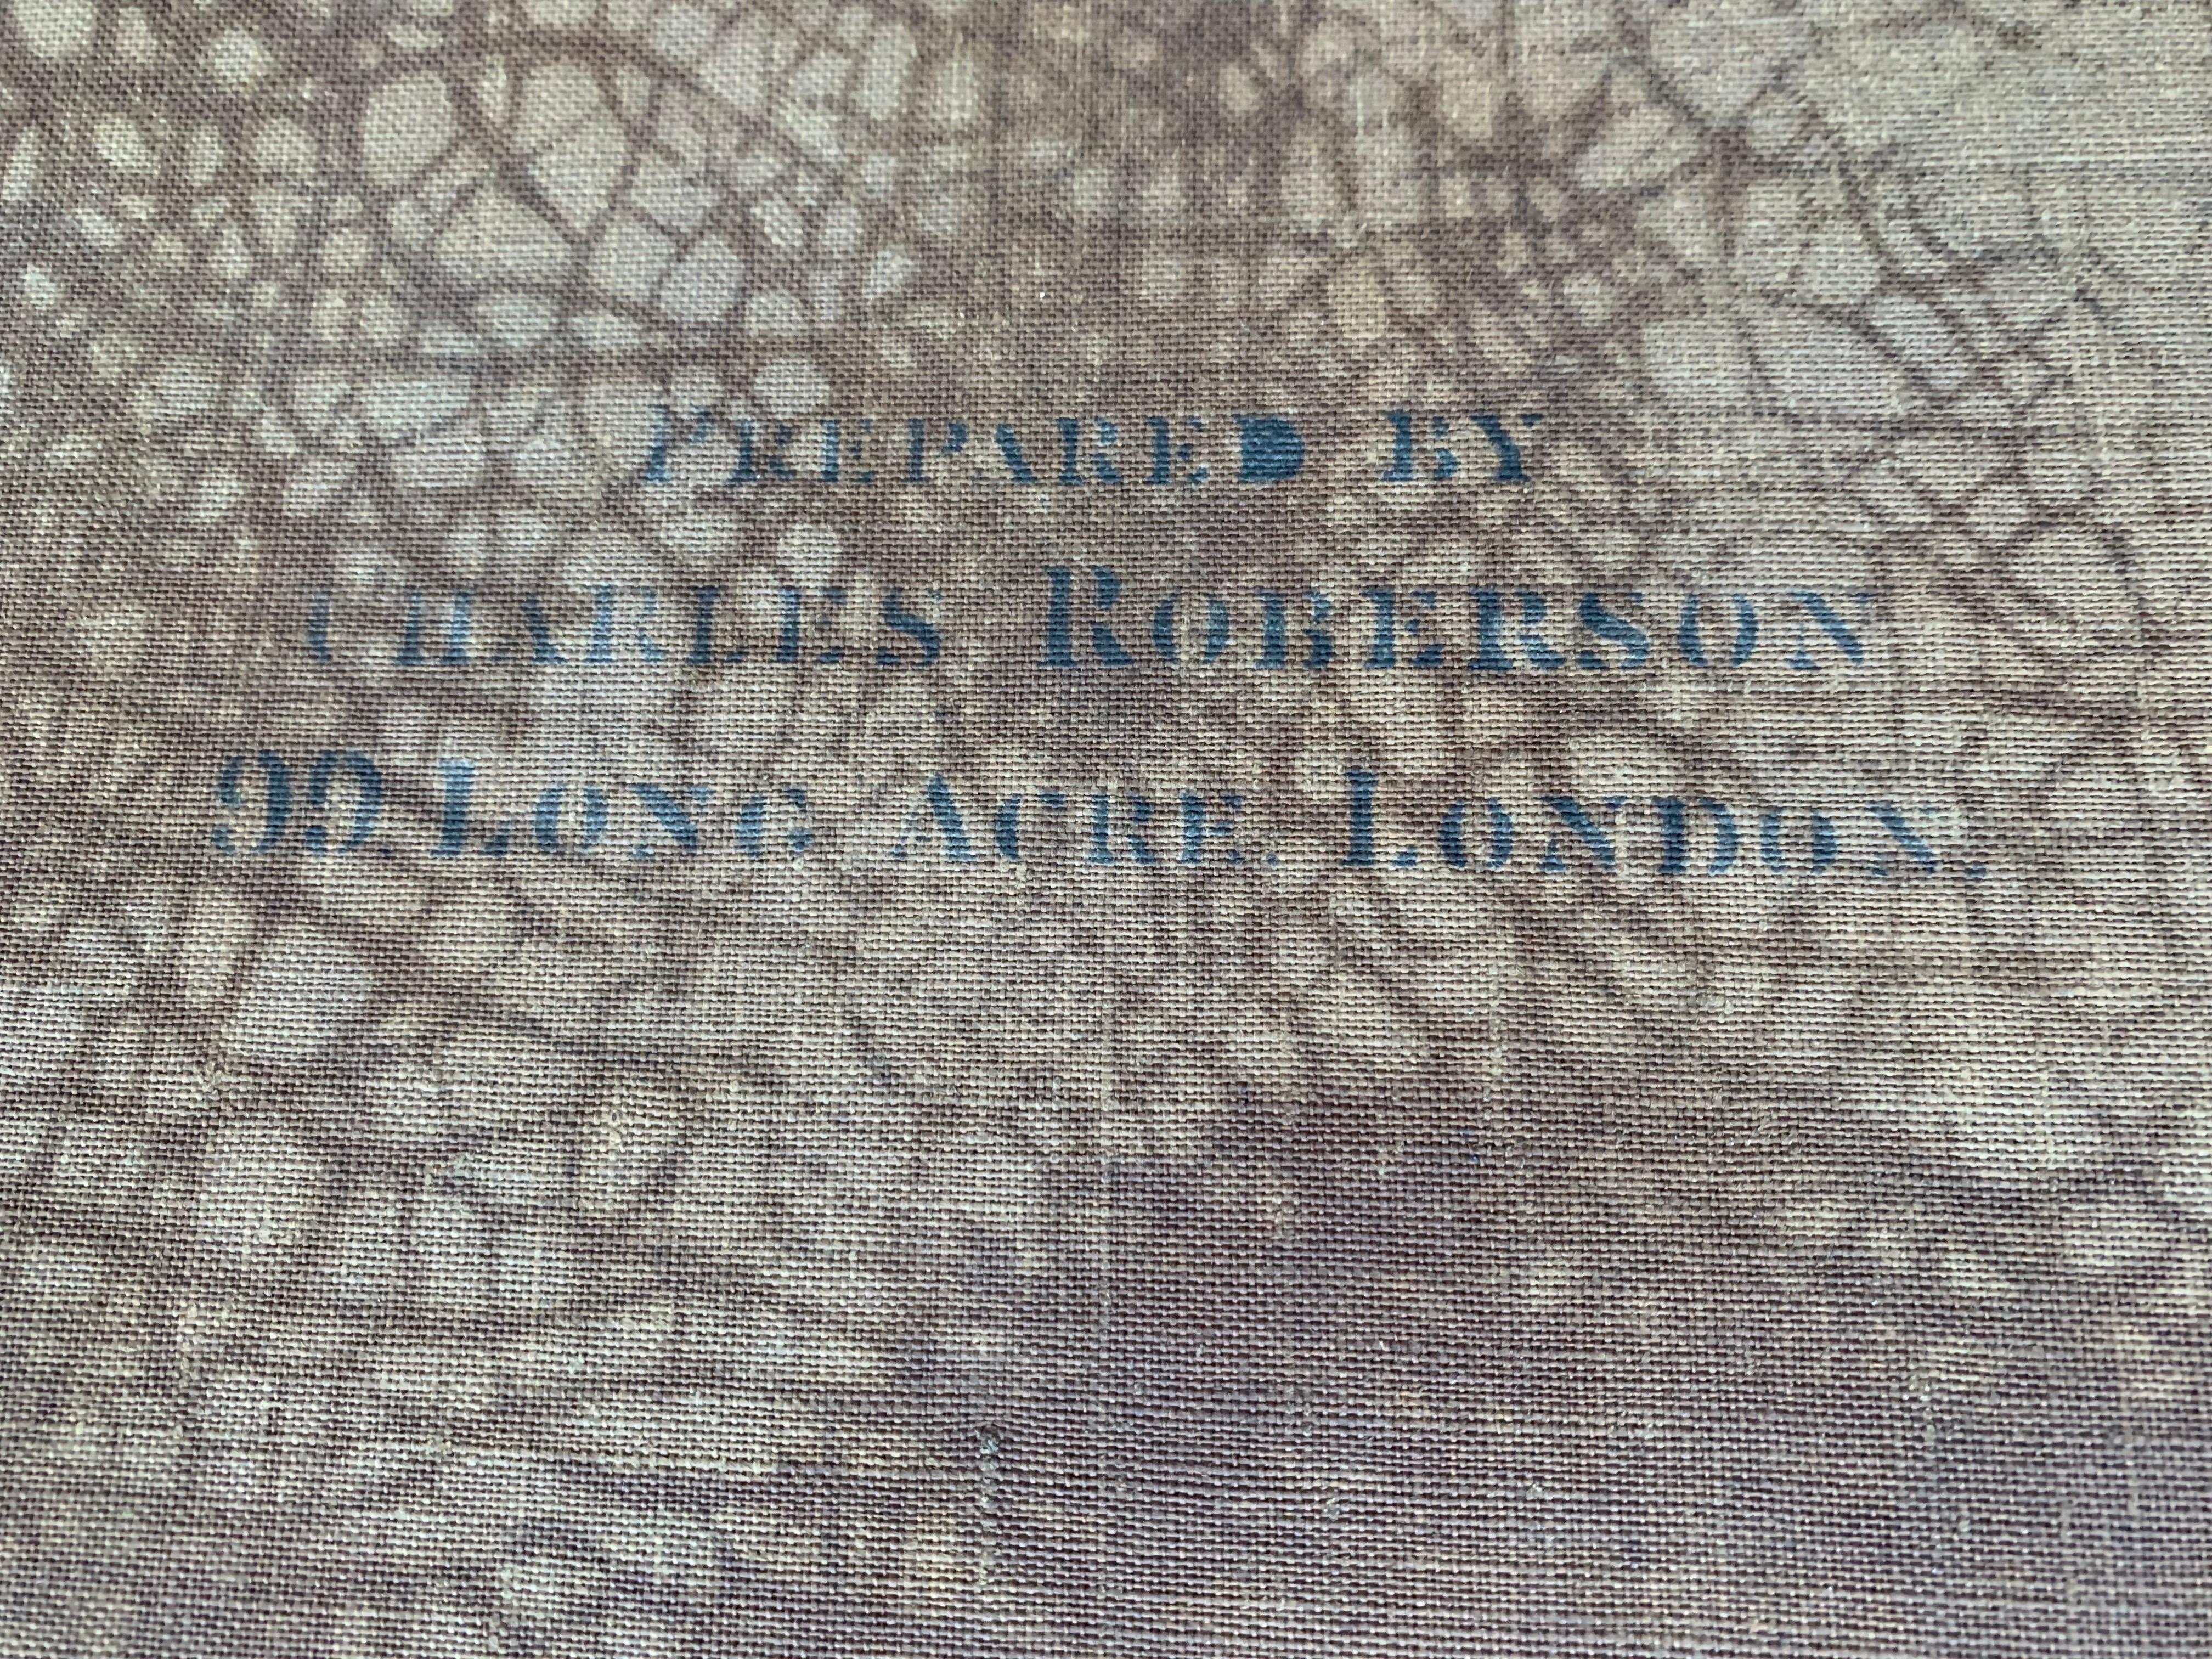 PREPARED BY
CHARLES ROBERSON
99. LONG ACRE. LONDON.